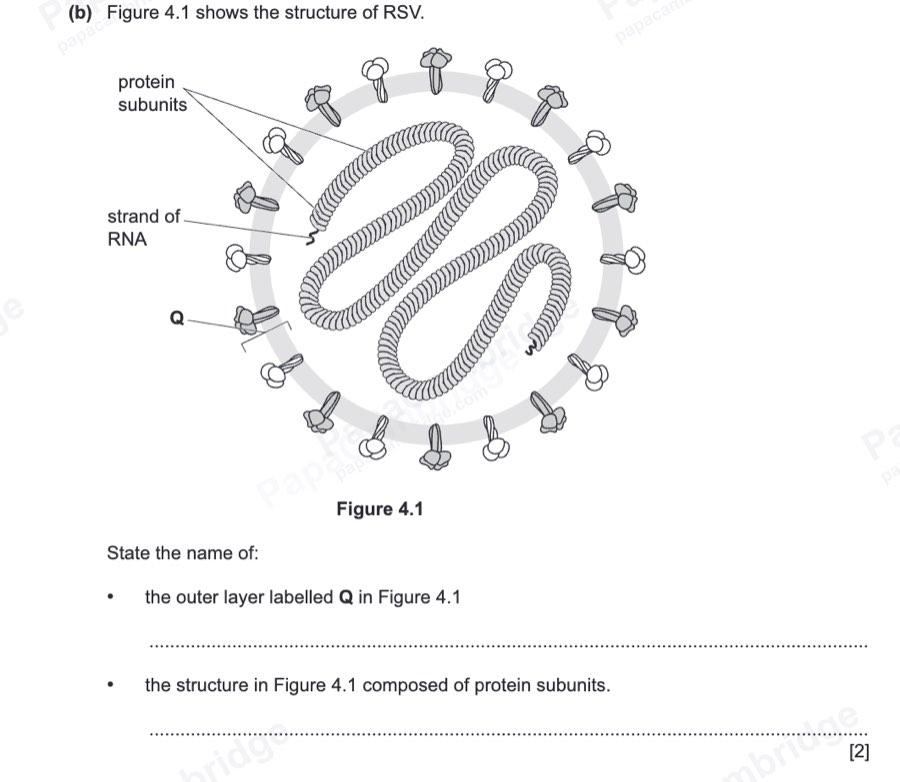 (b) Figure 4.1 shows the structure of RSV.
protein
subunits
strand of
RNA
Q
Figure 4.1
State the name of:
• the outer layer labelled Q in Figure 4.1
• the structure in Figure 4.1 composed of protein subunits.
[2]